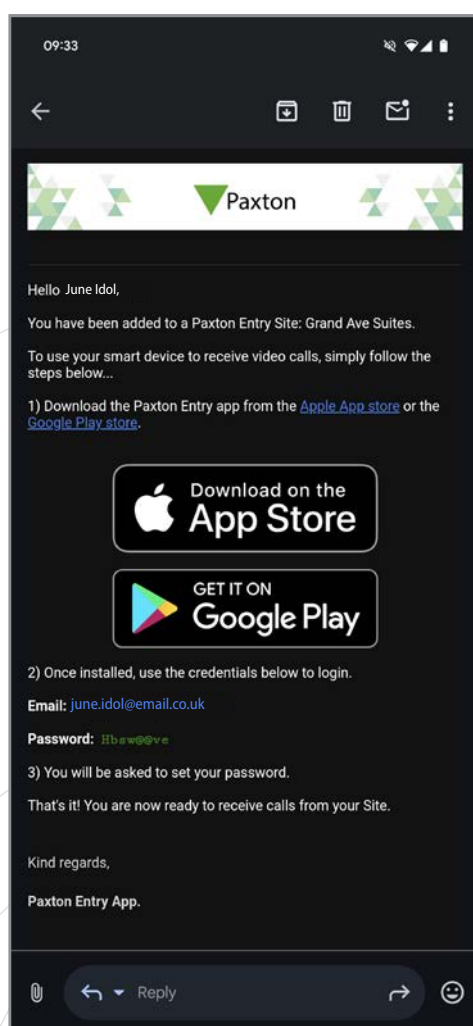 09:33
Paxton
Hello June Idol,
You have been added to a Paxton Entry Site: Grand Ave Suites.
To use your smart device to receive video calls, simply follow the
steps below...
1) Download the Paxton Entry app from the Apple App store or the
Google Play store.
Download on the
App Store
GET IT ON
Google Play
2) Once installed, use the credentials below to login.
Email: june.idol@email.co.uk
Password: Hbsw@@ve
3) You will be asked to set your password.
That's it! You are now ready to receive calls from your Site.
Kind regards,
Paxton Entry App.
Reply